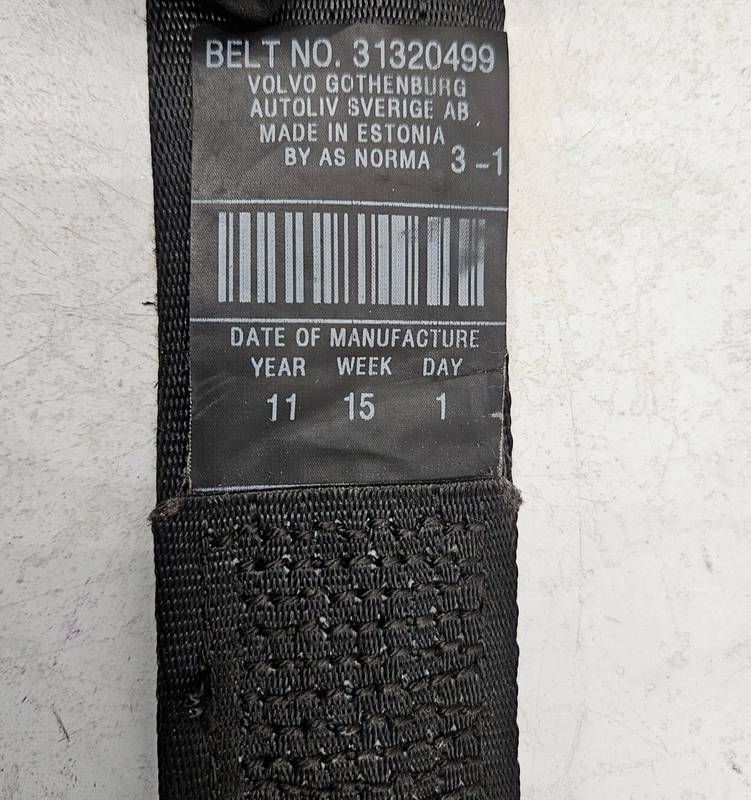 BELT NO. 31320499
VOLVO GOTHENBURG
AUTOLIV SVERIGE AB
MADE IN ESTONIA
BY AS NORMA 3-1
DATE OF MANUFACTURE
YEAR WEEK DAY
11 15 1